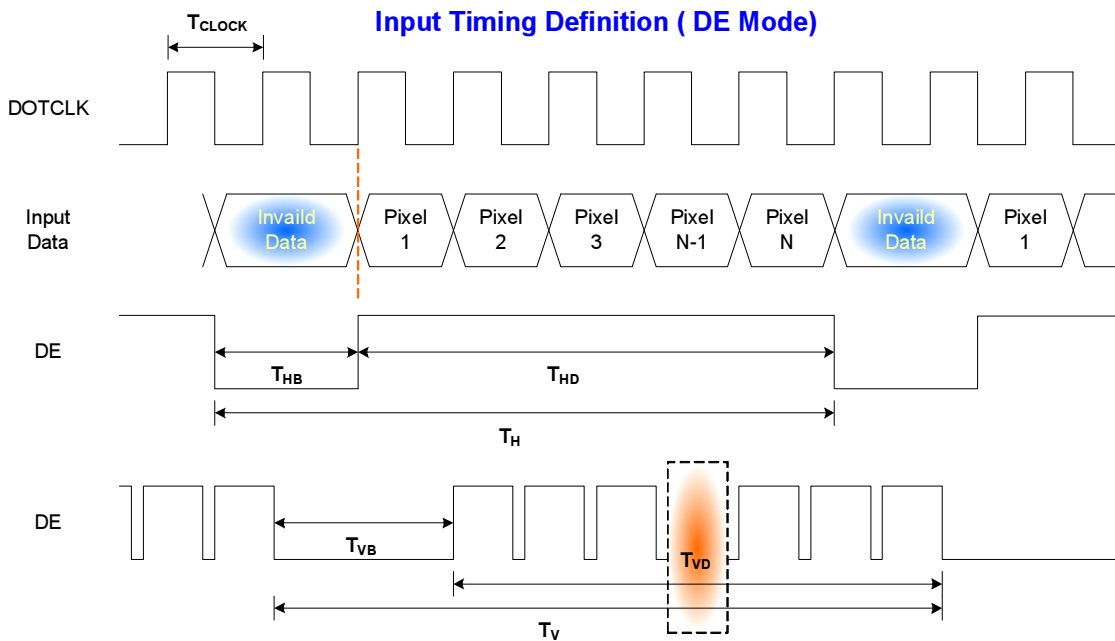 Input Timing Definition ( DE Mode)
TCLOCK
DOTCLK
Input
Data
Invaild
Data
Pixel
1
Pixel
2
Pixel
3
Pixel
N-1
Pixel
N
Invaild
Data
Pixel
1
DE
THB
THD
TH
DE
TVB
TVD
TV